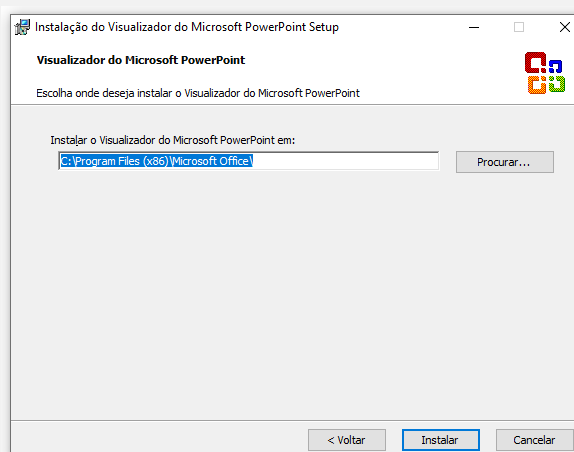 Instalação do Visualizador do Microsoft PowerPoint Setup
Visualizador do Microsoft PowerPoint
Escolha onde deseja instalar o Visualizador do Microsoft PowerPoint
Instalar o Visualizador do Microsoft PowerPoint em:
C:\Program Files (x86)\Microsoft Office\
Procurar...
< Voltar
Instalar
Cancelar